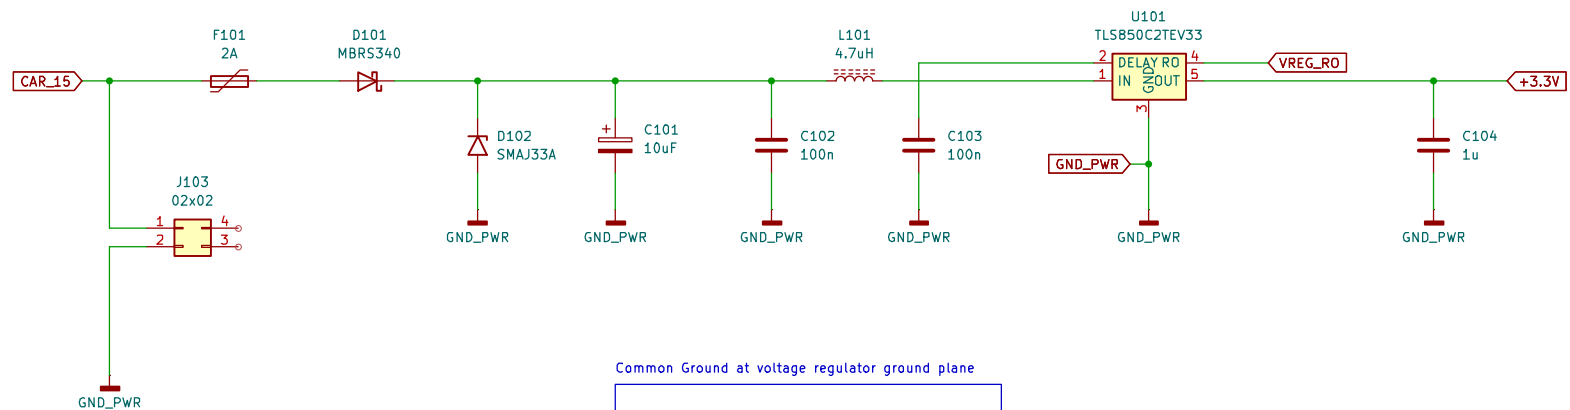 U101
TLS850C2TEV33
F101
2A
D101
MBRS340
L101
4.7uH
CAR_15
2
1
DELAY
IN
GND
RO
OUT
4
5
3
VREG_RO
+3.3V
D102
SMAJ33A
+
C101
10uF
C102
100n
C103
100n
GND_PWR
C104
1u
J103
02x02
1
2
4
3
GND_PWR
GND_PWR
GND_PWR
GND_PWR
GND_PWR
GND_PWR
Common Ground at voltage regulator ground plane
GND_PWR